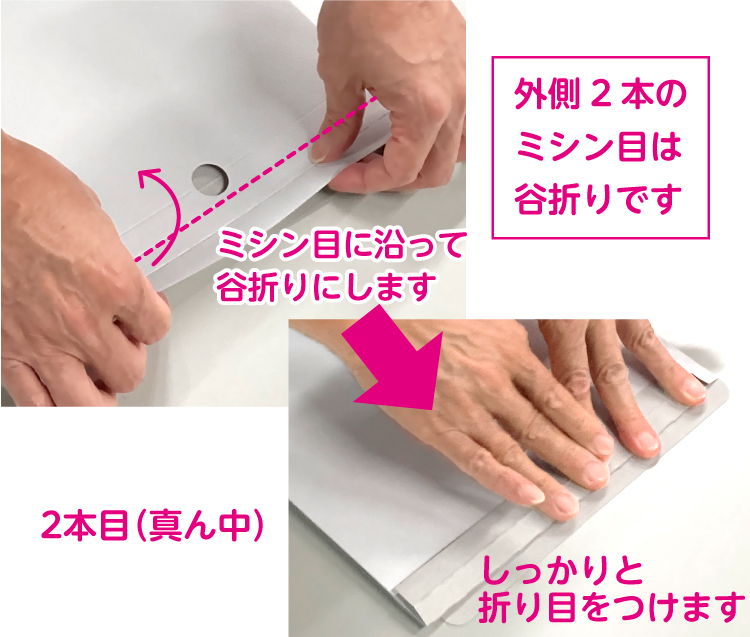 外側2本の
ミシン目は
谷折りです
ミシン目に沿って
谷折りにします
2本目(真ん中)
しっかりと
折り目をつけます